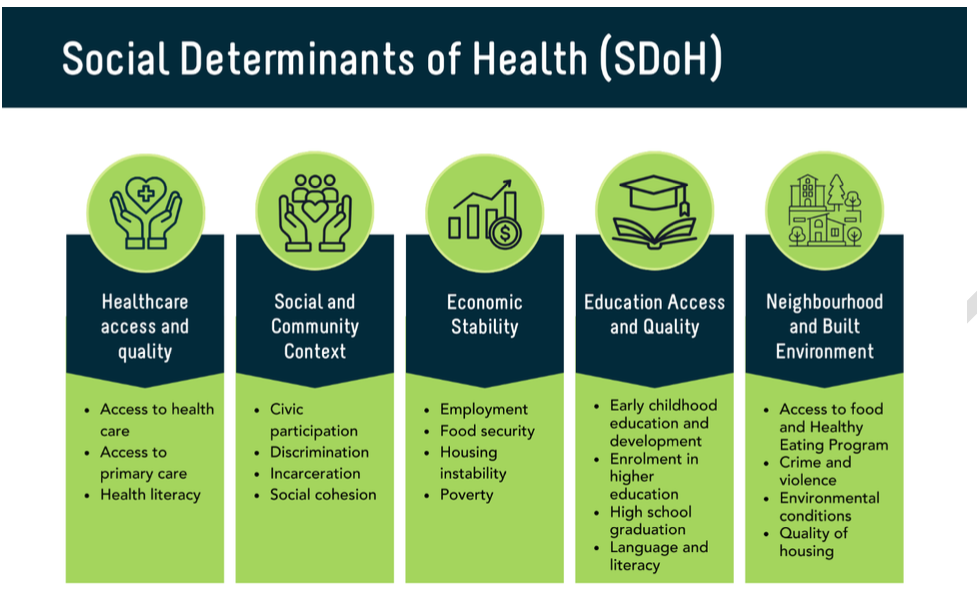 Social Determinants of Health (SDoH)
Healthcare
access and
quality
• Access to health
care
• Access to
primary care
• Health literacy
Social and
Community
Context
• Civic
participation
• Discrimination
• Incarceration
• Social cohesion
Economic
Stability
• Employment
• Food security
• Housing
instability
• Poverty
Education Access
and Quality
• Early childhood
education and
development
• Enrolment in
higher
education
• High school
graduation
• Language and
literacy
Neighbourhood
and Built
Environment
• Access to food
and Healthy
Eating Program
• Crime and
violence
• Environmental
conditions
• Quality of
housing